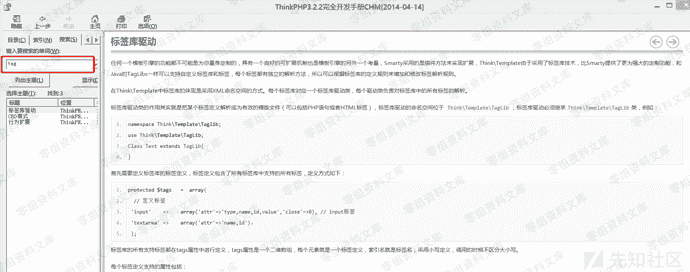 ThinkPHP3.2.2完全开发手册CHM[2014-04-14]
隐藏 上一步 主页 打印 选项(O)
目录(C) 索引(N) 搜索(S)
输入要搜索的单词(W):
列出主题(L) 显示(D)
选择主题(T): 找到:3
标题 位置
标签库驱动 ThinkPH...
CBD模式 ThinkPH...
行为扩展 ThinkPH...
标签库驱动
任何一个模板引擎的功能都不可能是为你量身定制的,具有一个良好的可扩展机制也是模板引擎的另外一个考量,Smarty采用的是插件方法来实现扩展,Think\Template由于采用了标签库技术,比Smarty提供了更为强大的定制功能,和
Java的TagLibs一样可以支持自定义标签库和标签,每个标签都有独立的解析方法,所以可以根据标签库的定义规则来增加和修改标签解析规则。
在Think\Template中标签库的体现是采用XML命名空间的方式。每个标签库对应一个标签库驱动类,每个驱动类负责对标签库中的所有标签的解析。
标签库驱动类的作用其实就是把某个标签定义解析成为有效的模版文件(可以包括PHP语句或者HTML标签),标签库驱动的命名空间位于 Think\Template\TagLib ,标签库驱动必须继承 Think\Template\TagLib 类,例如:
1. namespace Think\Template\Taglib;
2. use Think\Template\TagLib;
3. Class Test extends TagLib{
4. }
首先需要定义标签库的标签定义,标签定义包含了所有标签库中支持的所有标签,定义方式如下:
1. protected $tags = array(
2. // 定义标签
3. 'input' => array('attr'=>'type,name,id,value','close'=>0), // input标签
4. 'textarea' => array('attr'=>'name,id'),
5. );
标签库的所有支持标签都在tags属性中进行定义,tags属性是一个二维数组,每个元素就是一个标签定义,索引名就是标签名,采用小写定义,调用的时候不区分大小写。
每个标签定义支持的属性包括:
零组资料文库
先知社区